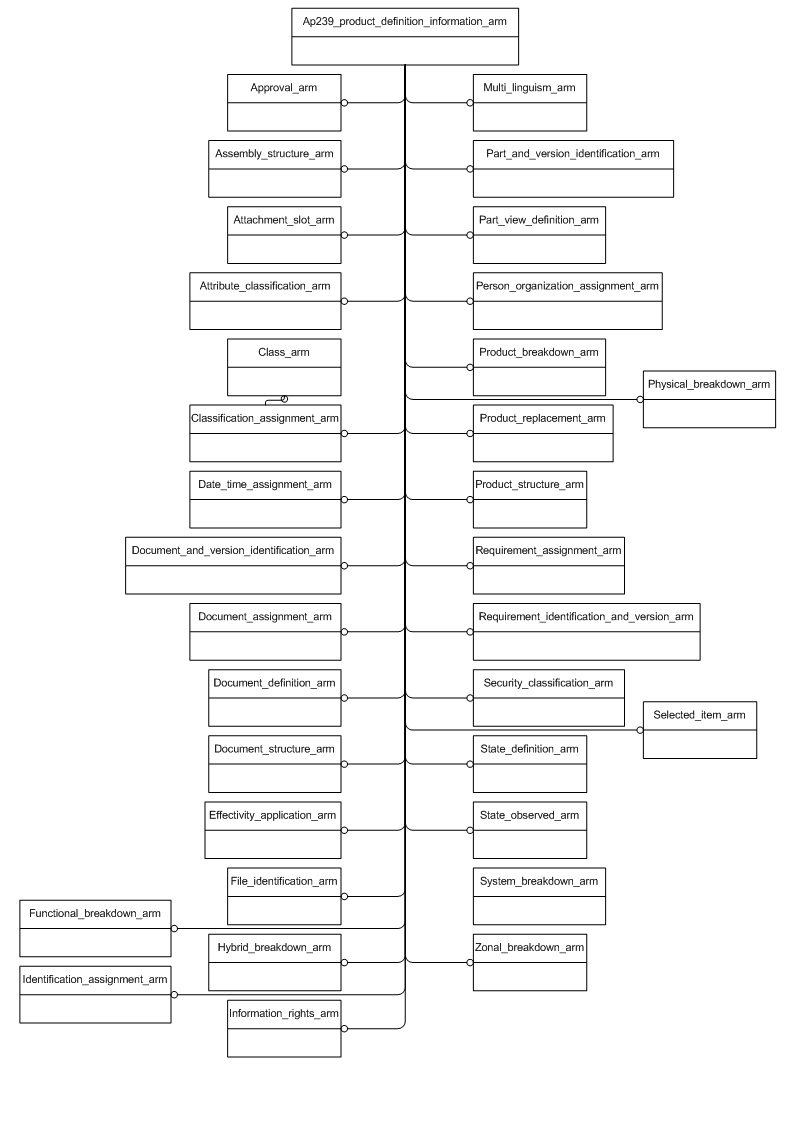 Ap239_product_definition_information_arm
Approval_arm
Multi_linguism_arm
Assembly_structure_arm
Part_and_version_identification_arm
Attachment_slot_arm
Part_view_definition_arm
Attribute_classification_arm
Person_organization_assignment_arm
Class_arm
Product_breakdown_arm
Physical_breakdown_arm
Classification_assignment_arm
Product_replacement_arm
Date_time_assignment_arm
Product_structure_arm
Document_and_version_identification_arm
Requirement_assignment_arm
Document_assignment_arm
Requirement_identification_and_version_arm
Document_definition_arm
Security_classification_arm
Selected_item_arm
Document_structure_arm
State_definition_arm
Effectivity_application_arm
State_observed_arm
File_identification_arm
System_breakdown_arm
Functional_breakdown_arm
Hybrid_breakdown_arm
Zonal_breakdown_arm
Identification_assignment_arm
Information_rights_arm